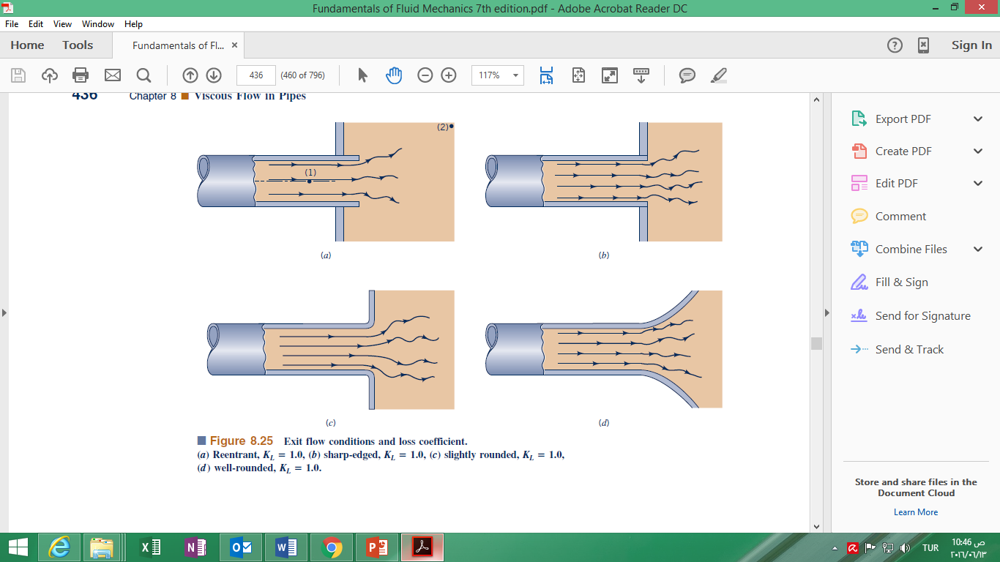 Fundamentals of Fluid Mechanics 7th edition.pdf - Adobe Acrobat Reader DC
File Edit View Window Help
Home Tools Fundamentals of Fl... × Sign In
436 (460 of 796) 117%
436 Chapter 8 ■ Viscous Flow in Pipes
(2)
(1)
(a) (b)
(c) (d)
■ Figure 8.25 Exit flow conditions and loss coefficient.
(a) Reentrant, K_L = 1.0, (b) sharp-edged, K_L = 1.0, (c) slightly rounded, K_L = 1.0,
(d) well-rounded, K_L = 1.0.
Export PDF
Create PDF
Edit PDF
Comment
Combine Files
Fill & Sign
Send for Signature
Send & Track
Store and share files in the
Document Cloud
Learn More
TUR
10:46 ص
٢٠١٦/٠٦/١٣